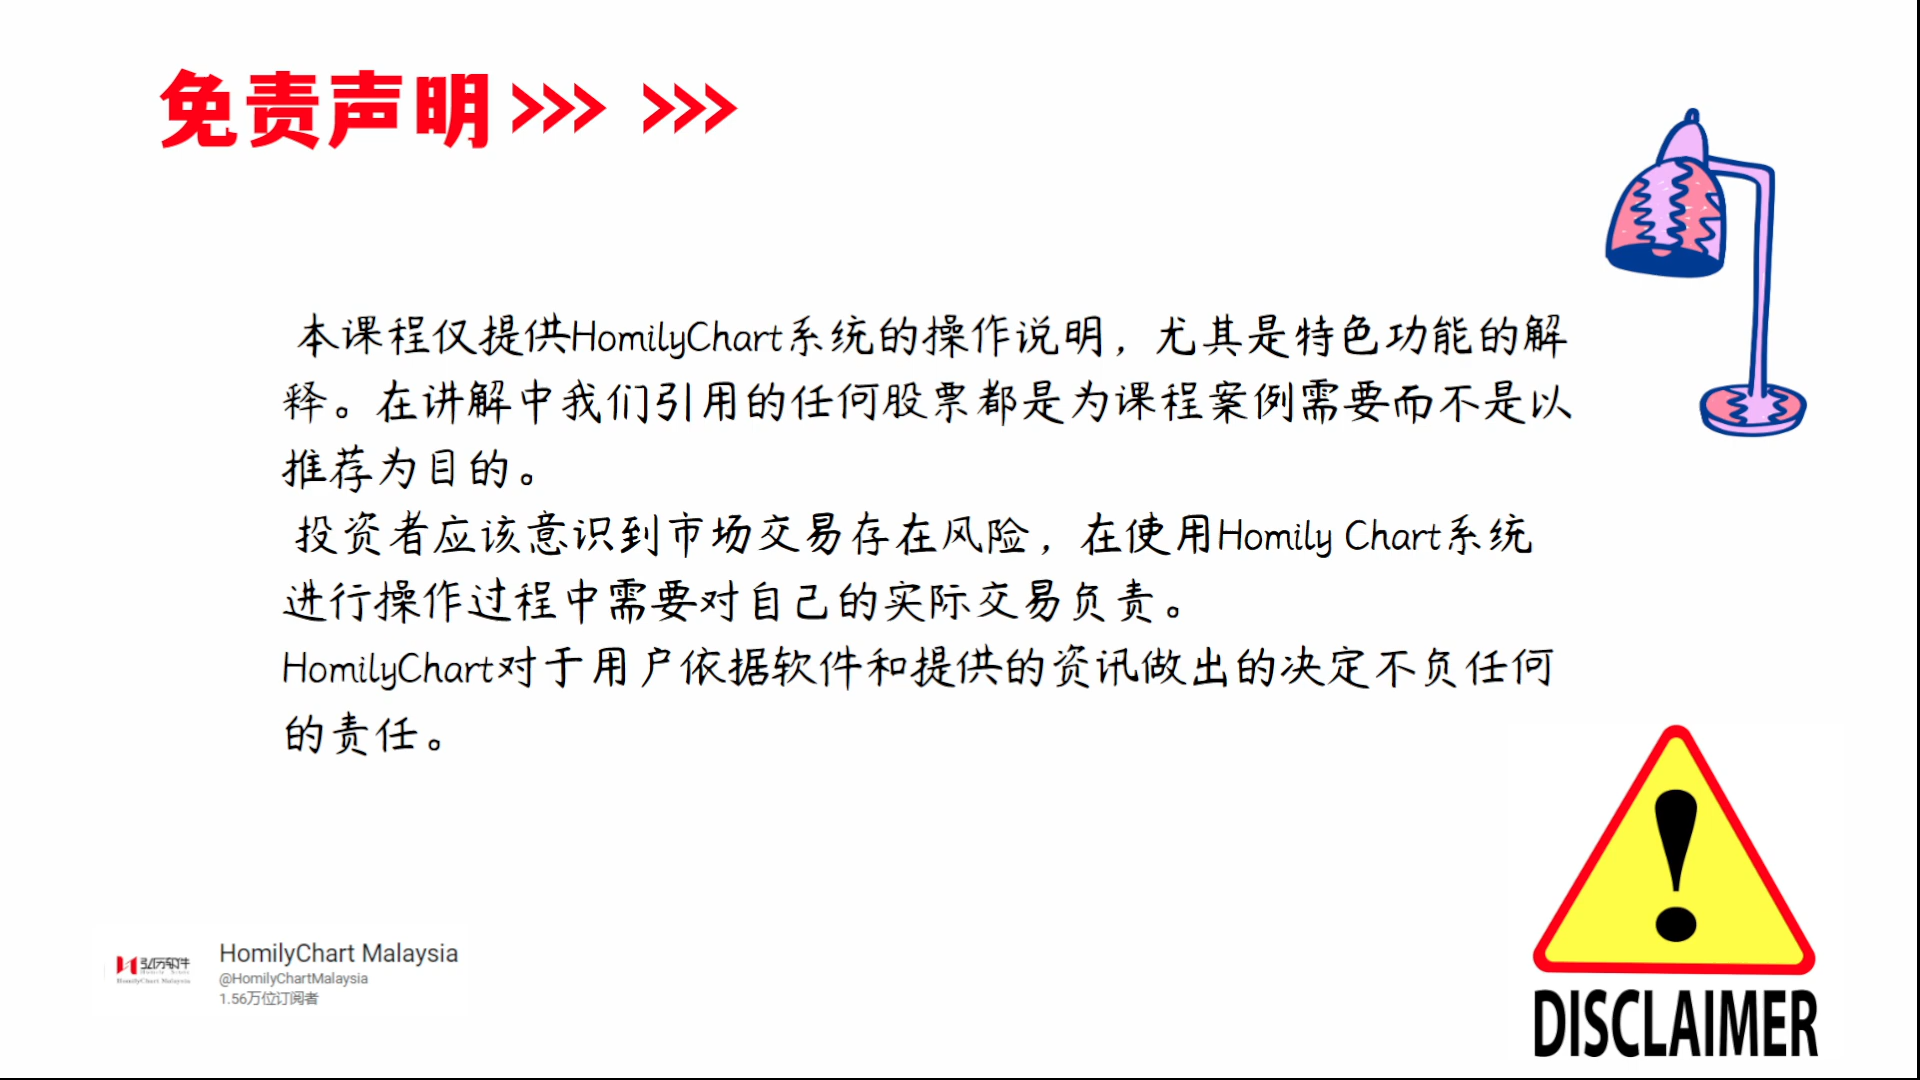 免责声明>>> >>>
本课程仅提供HomilyChart系统的操作说明，尤其是特色功能的解
释。在讲解中我们引用的任何股票都是为课程案例需要而不是以
推荐为目的。
投资者应该意识到市场交易存在风险，在使用Homily Chart系统
进行操作过程中需要对自己的实际交易负责。
HomilyChart对于用户依据软件和提供的资讯做出的决定不负任何
的责任。
弘历软件
HomilyChart Malaysia
HomilyChart Malaysia
@HomilyChartMalaysia
1.56万位订阅者
DISCLAIMER